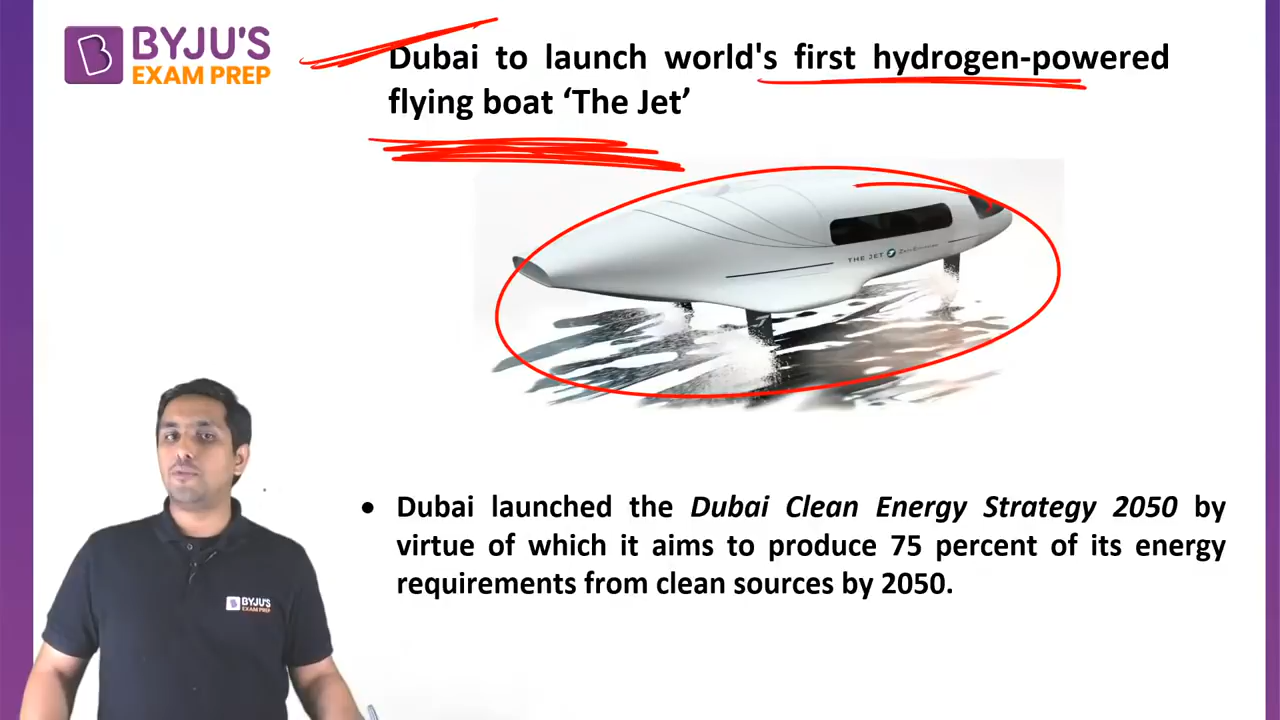 BYJU'S
EXAM PREP
Dubai to launch world's first hydrogen-powered
flying boat ‘The Jet’
THE JET
Dubai launched the Dubai Clean Energy Strategy 2050 by
virtue of which it aims to produce 75 percent of its energy
requirements from clean sources by 2050.
BYJU'S
EXAM PREP